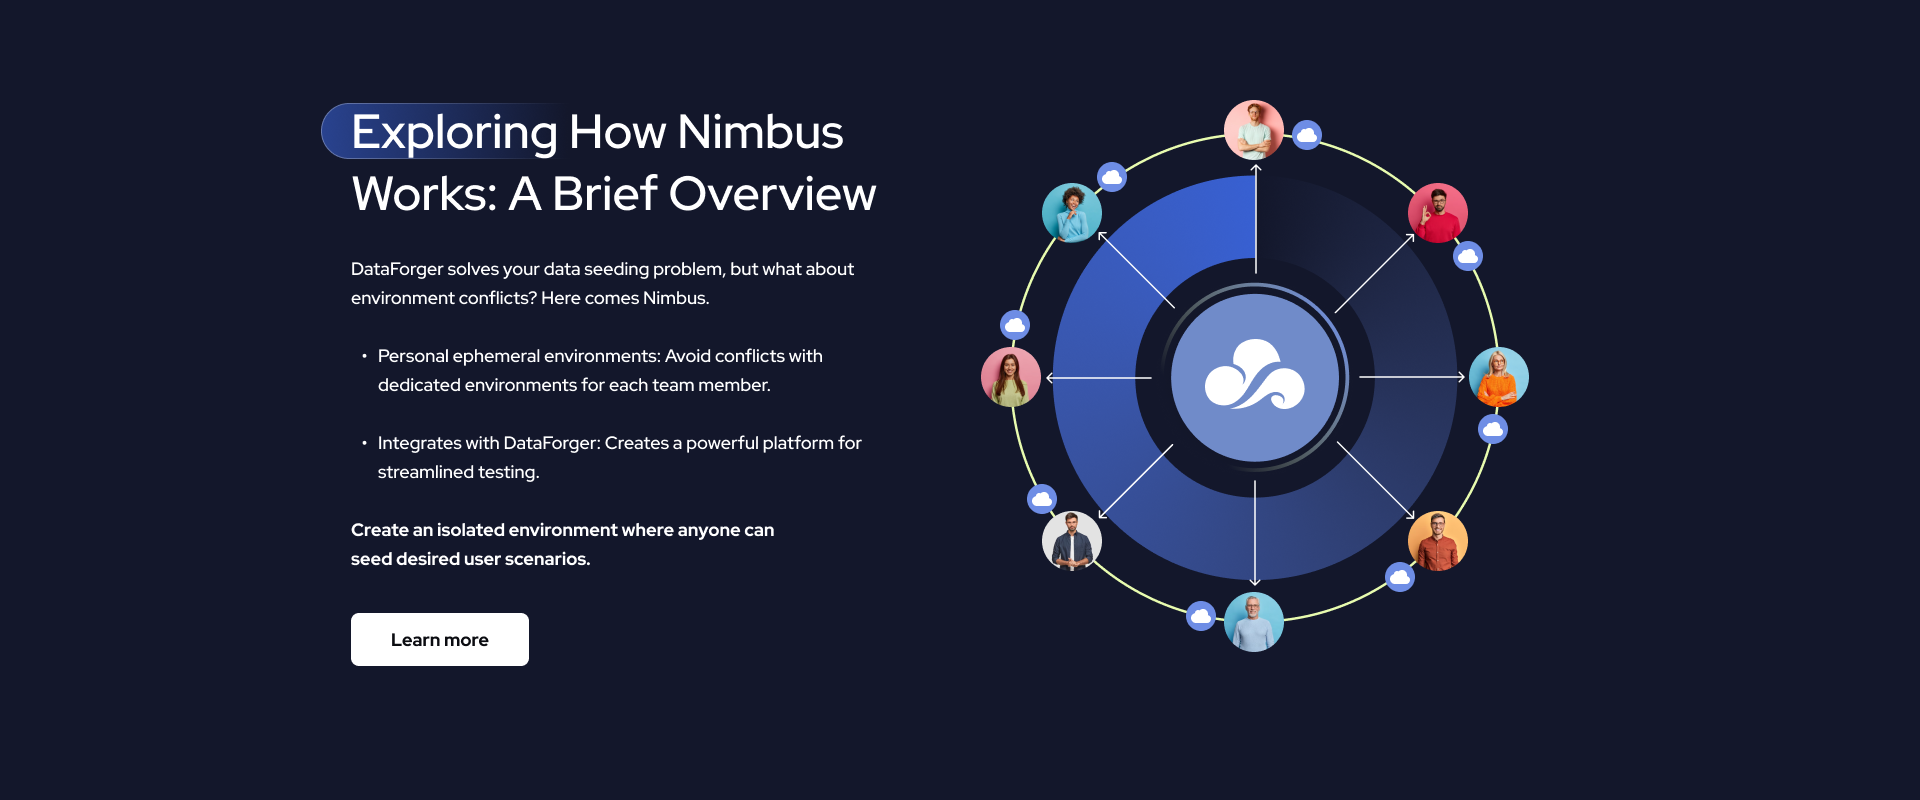 Exploring How Nimbus
Works: A Brief Overview
DataForger solves your data seeding problem, but what about
environment conflicts? Here comes Nimbus.
• Personal ephemeral environments: Avoid conflicts with
dedicated environments for each team member.
• Integrates with DataForger: Creates a powerful platform for
streamlined testing.
Create an isolated environment where anyone can
seed desired user scenarios.
Learn more